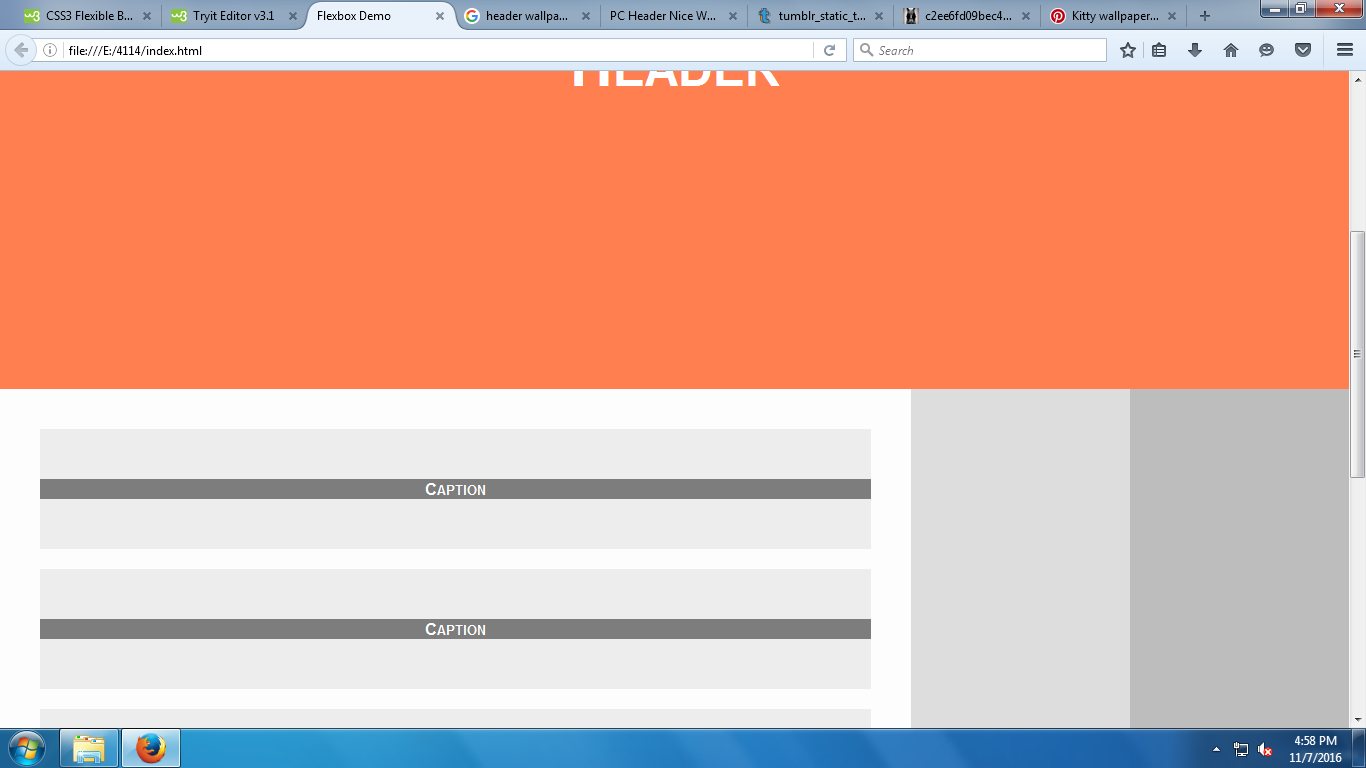 CSS3 Flexible B...
Tryit Editor v3.1
Flexbox Demo
header wallpa...
PC Header Nice W...
tumblr_static_t...
c2ee6fd09bec4...
Kitty wallpaper...
file:///E:/4114/index.html
Search
HEADER
CAPTION
CAPTION
4:58 PM
11/7/2016